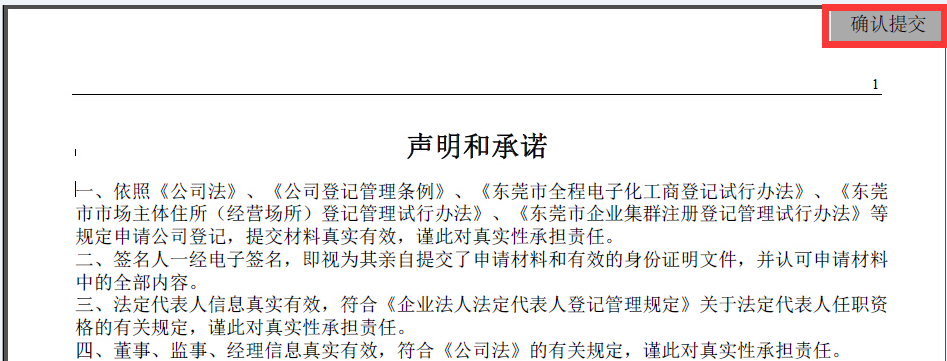 确认提交
1
声明和承诺
一、依照《公司法》、《公司登记管理条例》、《东莞市全程电子化工商登记试行办法》、《东莞
市市场主体住所（经营场所）登记管理试行办法》、《东莞市企业集群注册登记管理试行办法》等
规定申请公司登记，提交材料真实有效，谨此对真实性承担责任。
二、签名人一经电子签名，即视为其亲自提交了申请材料和有效的身份证明文件，并认可申请材料
中的全部内容。
三、法定代表人信息真实有效，符合《企业法人法定代表人登记管理规定》关于法定代表人任职资
格的有关规定，谨此对真实性承担责任。
四、董事、监事、经理信息真实有效，符合《公司法》的有关规定，谨此对真实性承担责任。